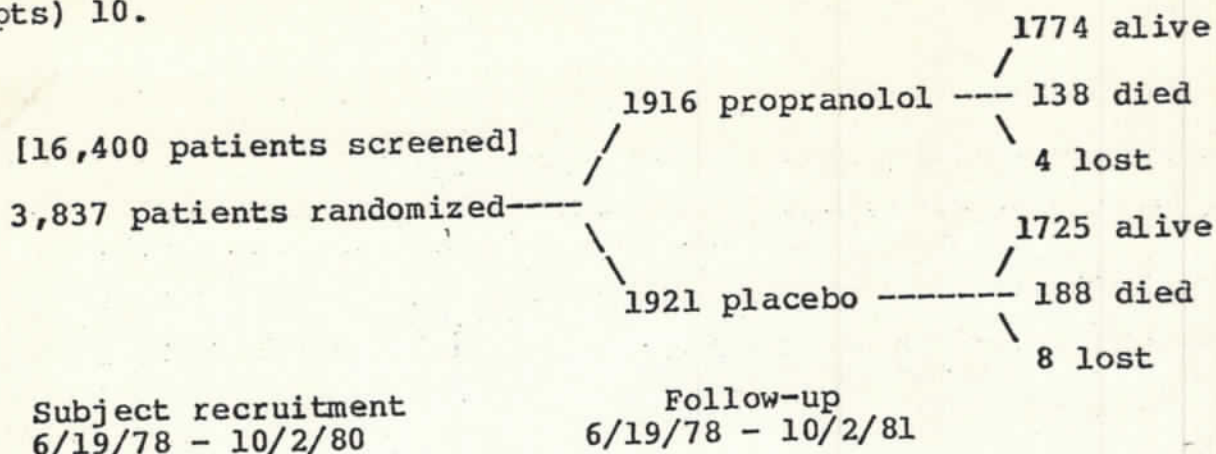 pts) 10.
1774 alive
1916 propranolol --- 138 died
[16,400 patients screened]
4 lost
3,837 patients randomized----
1725 alive
1921 placebo ------- 188 died
8 lost
Subject recruitment
6/19/78 - 10/2/80
Follow-up
6/19/78 - 10/2/81